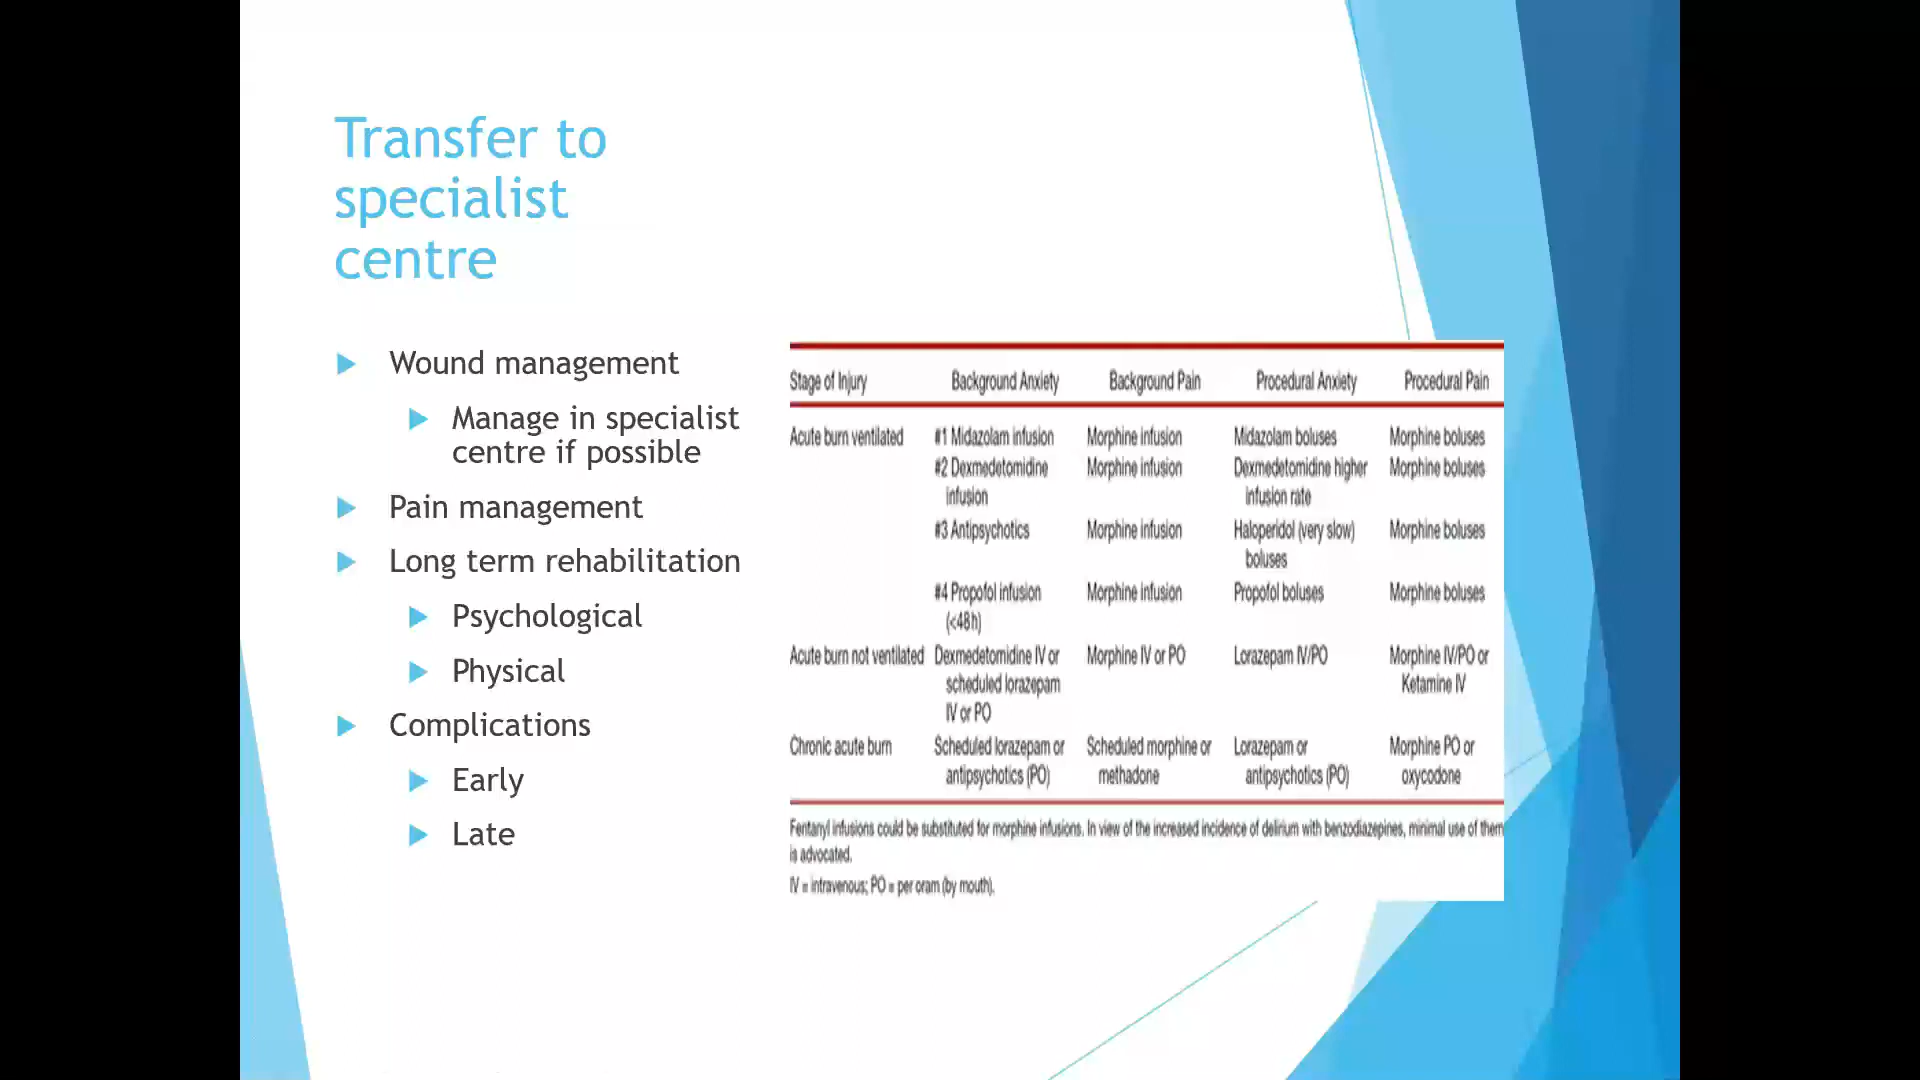 Transfer to
specialist
centre
Wound management
Manage in specialist
centre if possible
Pain management
Long term rehabilitation
Psychological
Physical
Complications
Early
Late
Stage of Injury Background Anxiety Background Pain Procedural Anxiety Procedural Pain
Acute burn ventilated #1 Midazolam infusion Morphine infusion Midazolam boluses Morphine boluses
#2 Dexmedetomidine Morphine infusion Dexmedetomidine higher Morphine boluses
infusion infusion rate
#3 Antipsychotics Morphine infusion Haloperidol (very slow) Morphine boluses
boluses
#4 Propofol infusion Morphine infusion Propofol boluses Morphine boluses
(<48h)
Acute burn not ventilated Dexmedetomidine IV or Morphine IV or PO Lorazepam IV/PO Morphine IV/PO or
scheduled lorazepam Ketamine IV
IV or PO
Chronic acute burn Scheduled lorazepam or Scheduled morphine or Lorazepam or Morphine PO or
antipsychotics (PO) methadone antipsychotics (PO) oxycodone
Fentanyl infusions could be substituted for morphine infusions. In view of the increased incidence of delirium with benzodiazepines, minimal use of them
is advocated.
IV = intravenous; PO = per oram (by mouth).